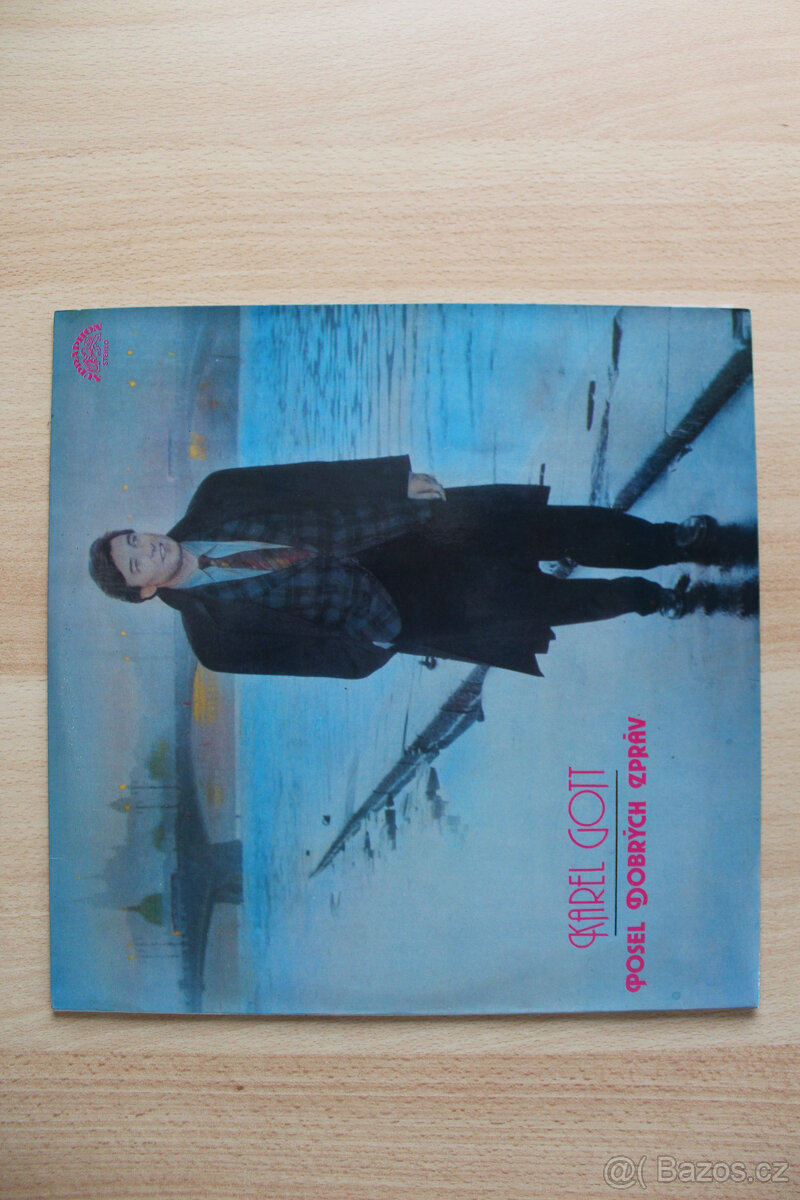 SUPRAPHON
STEREO
KAREL GOTT
POSEL DOBRÝCH ZPRÁV
@( Bazos.cz